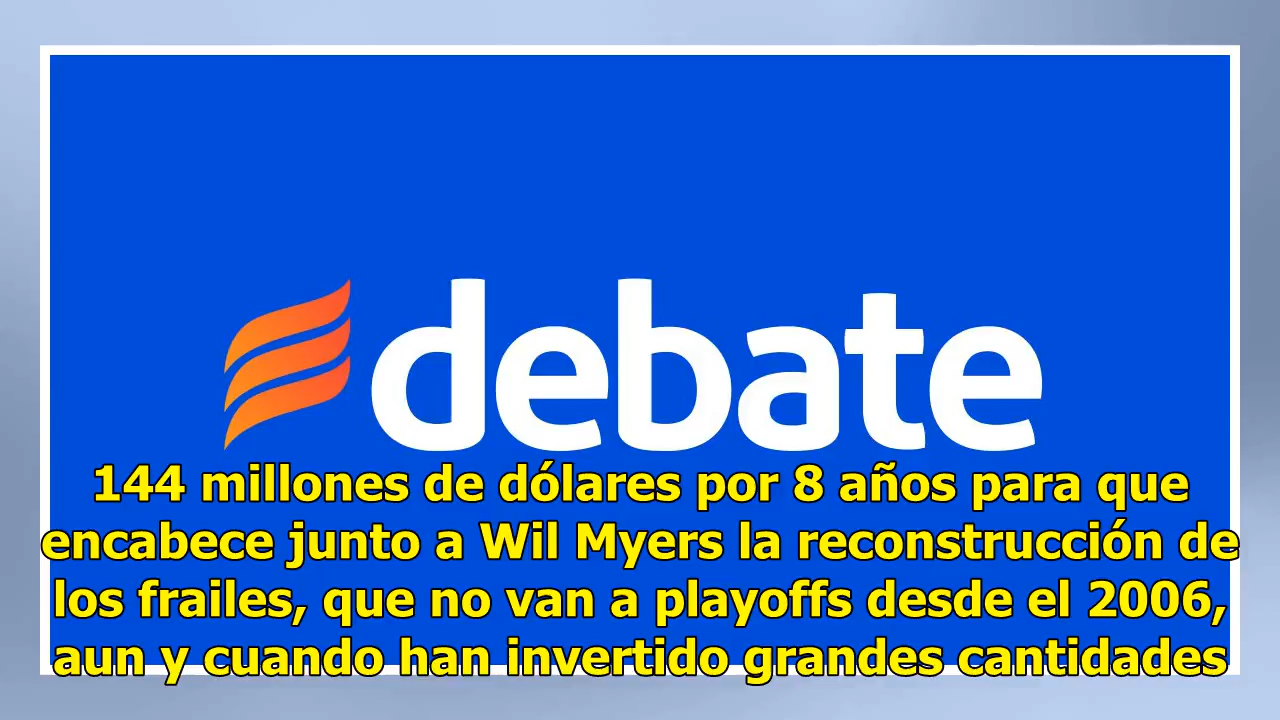 debate
144 millones de dólares por 8 años para que
encabece junto a Wil Myers la reconstrucción de
los frailes, que no van a playoffs desde el 2006,
aun y cuando han invertido grandes cantidades